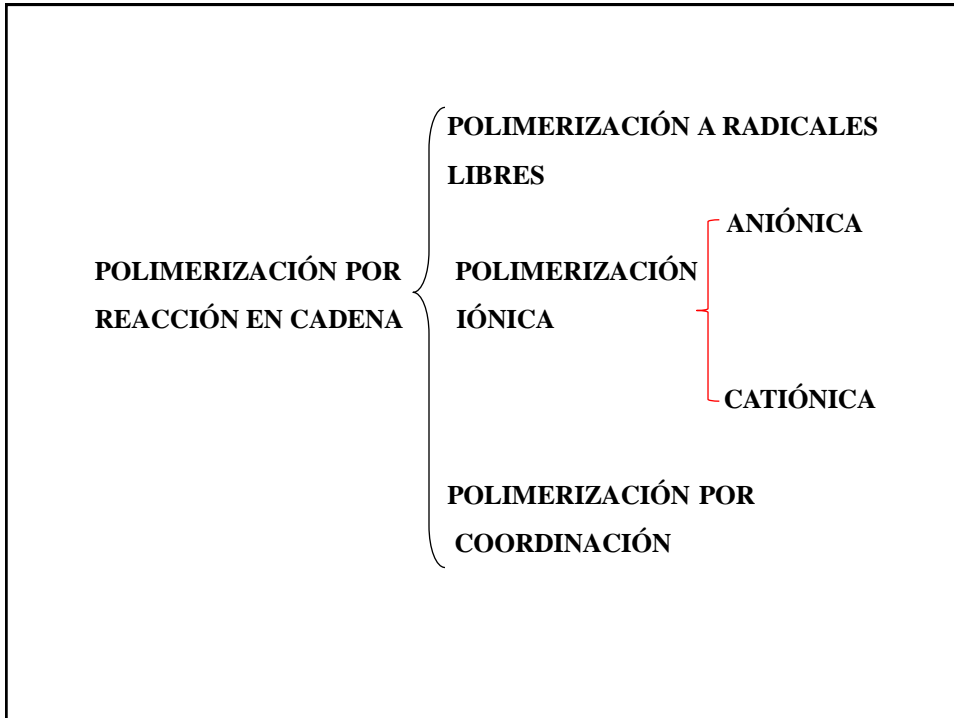 POLIMERIZACIÓN A RADICALES
LIBRES
ANIÓNICA
POLIMERIZACIÓN POR
REACCIÓN EN CADENA
POLIMERIZACIÓN
IÓNICA
CATIÓNICA
POLIMERIZACIÓN POR
COORDINACIÓN